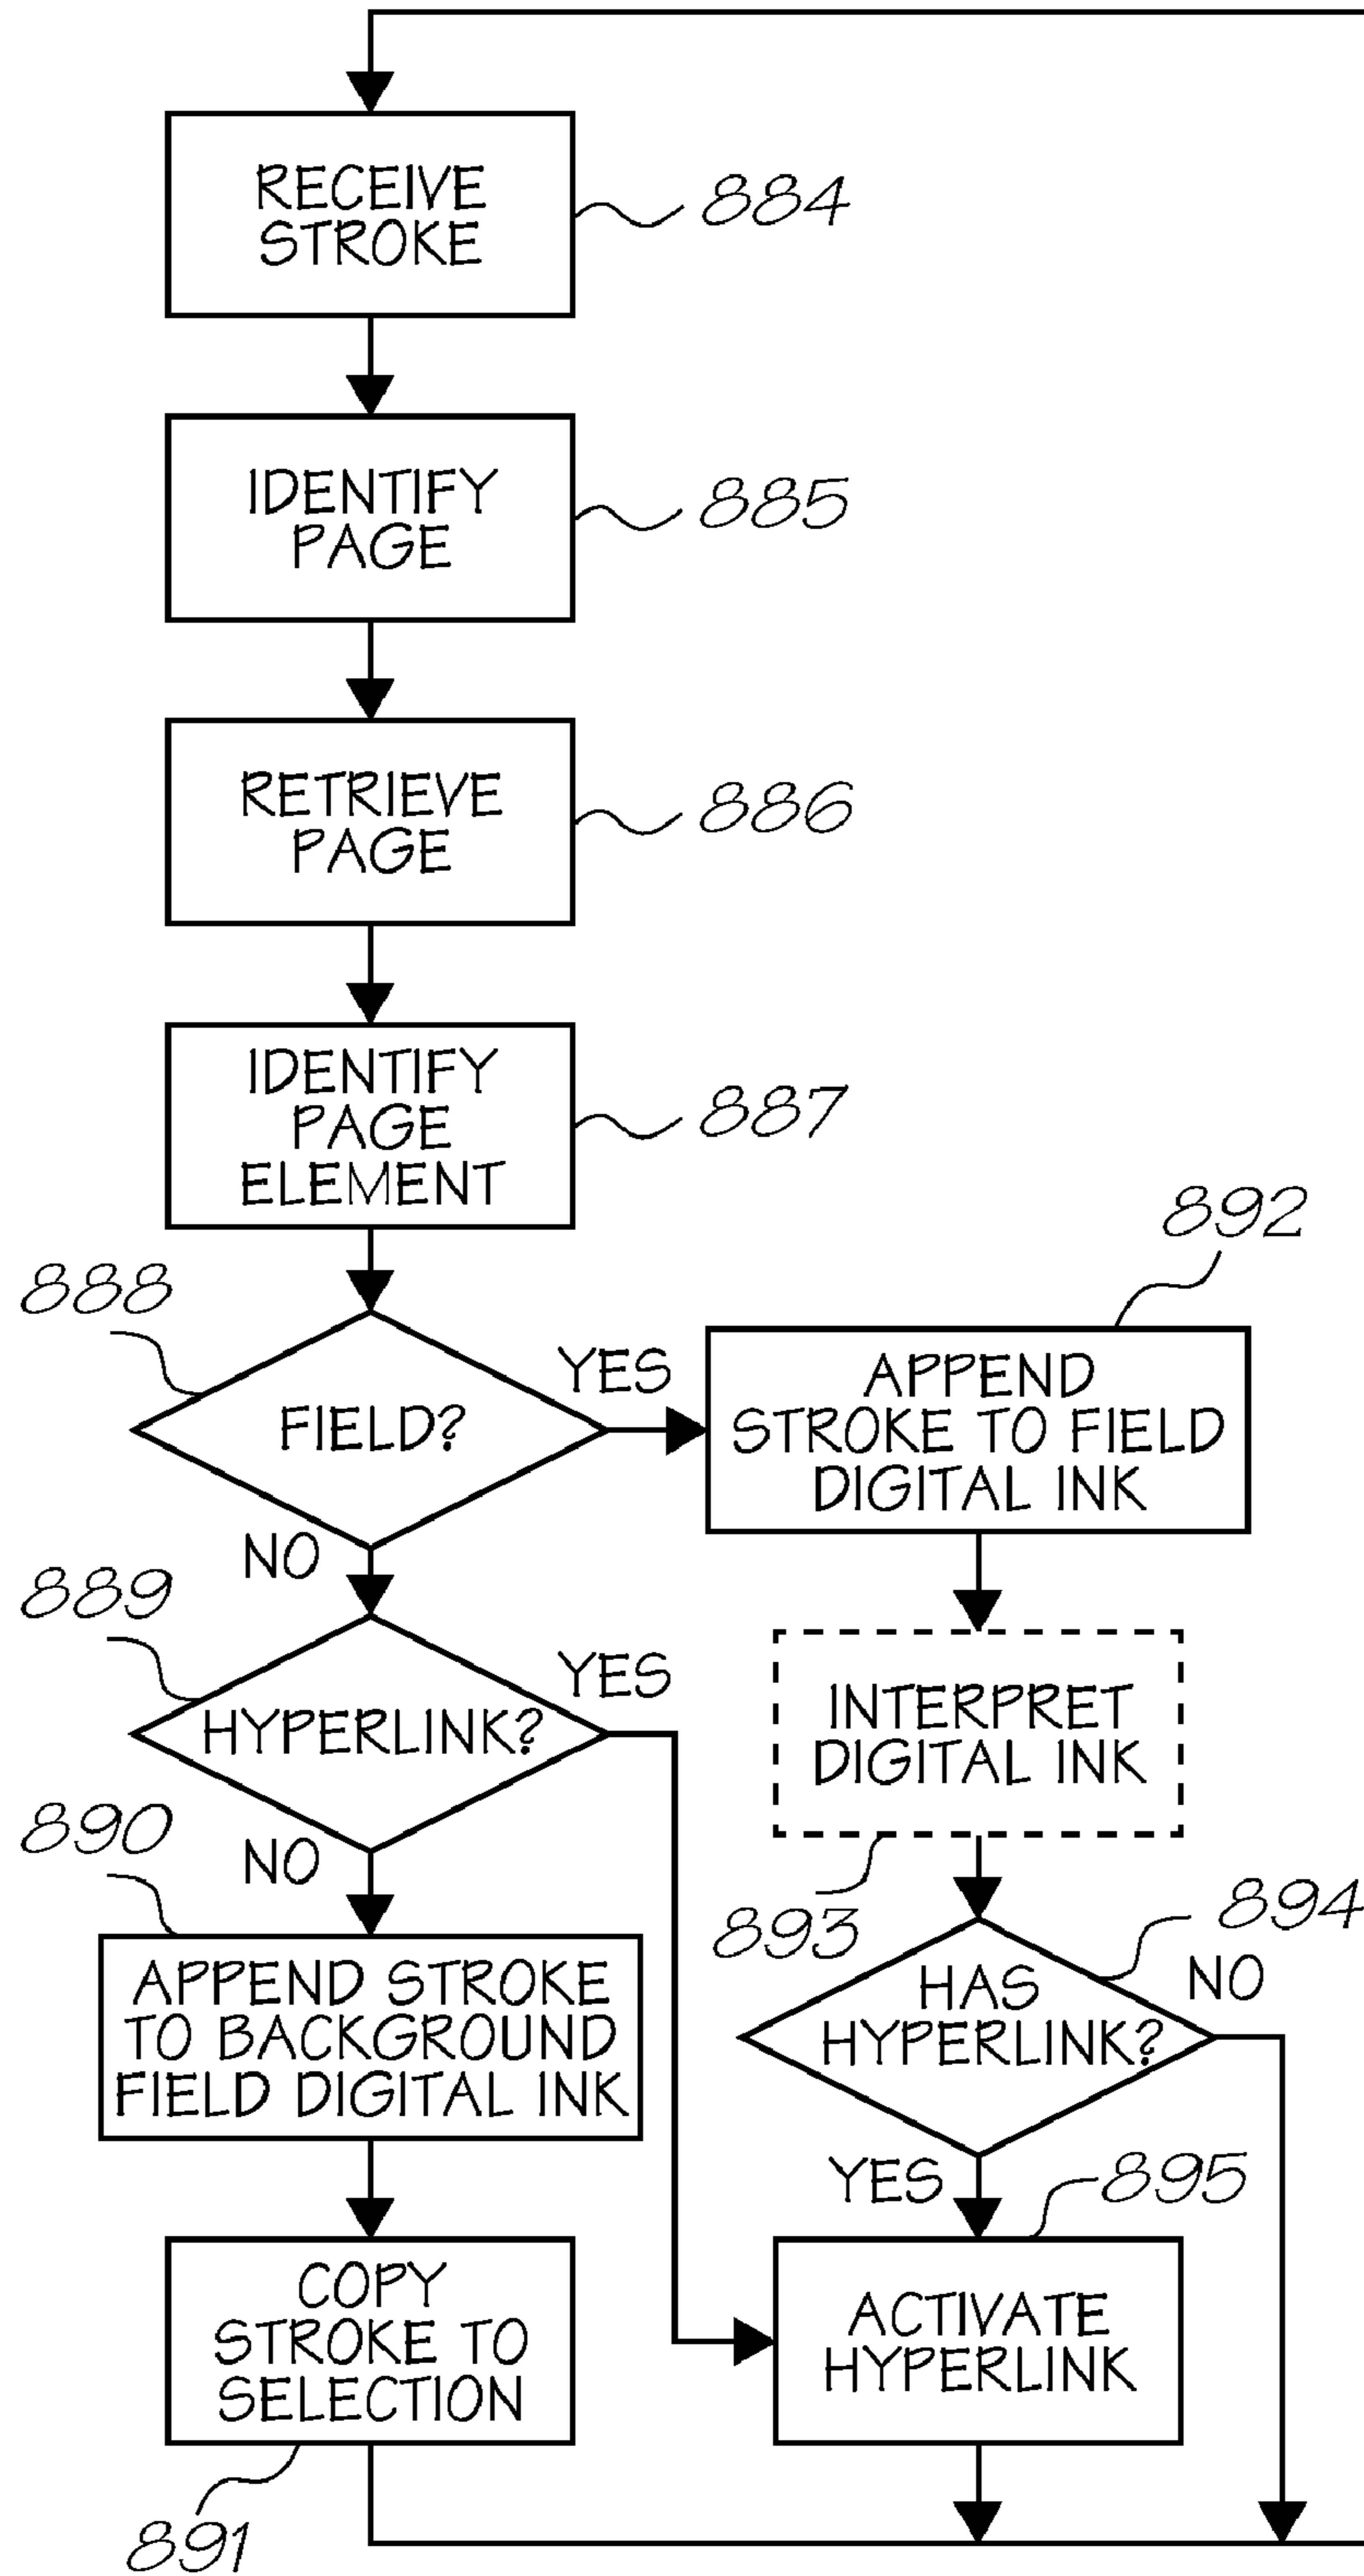 RECEIVE
STROKE
884
IDENTIFY
PAGE
885
RETRIEVE
PAGE
886
IDENTIFY
PAGE
ELEMENT
887
888
FIELD?
YES
NO
892
APPEND
STROKE TO FIELD
DIGITAL INK
889
HYPERLINK?
YES
NO
INTERPRET
DIGITAL INK
893
890
APPEND STROKE
TO BACKGROUND
FIELD DIGITAL INK
894
HAS
HYPERLINK?
NO
YES
895
COPY
STROKE TO
SELECTION
891
ACTIVATE
HYPERLINK